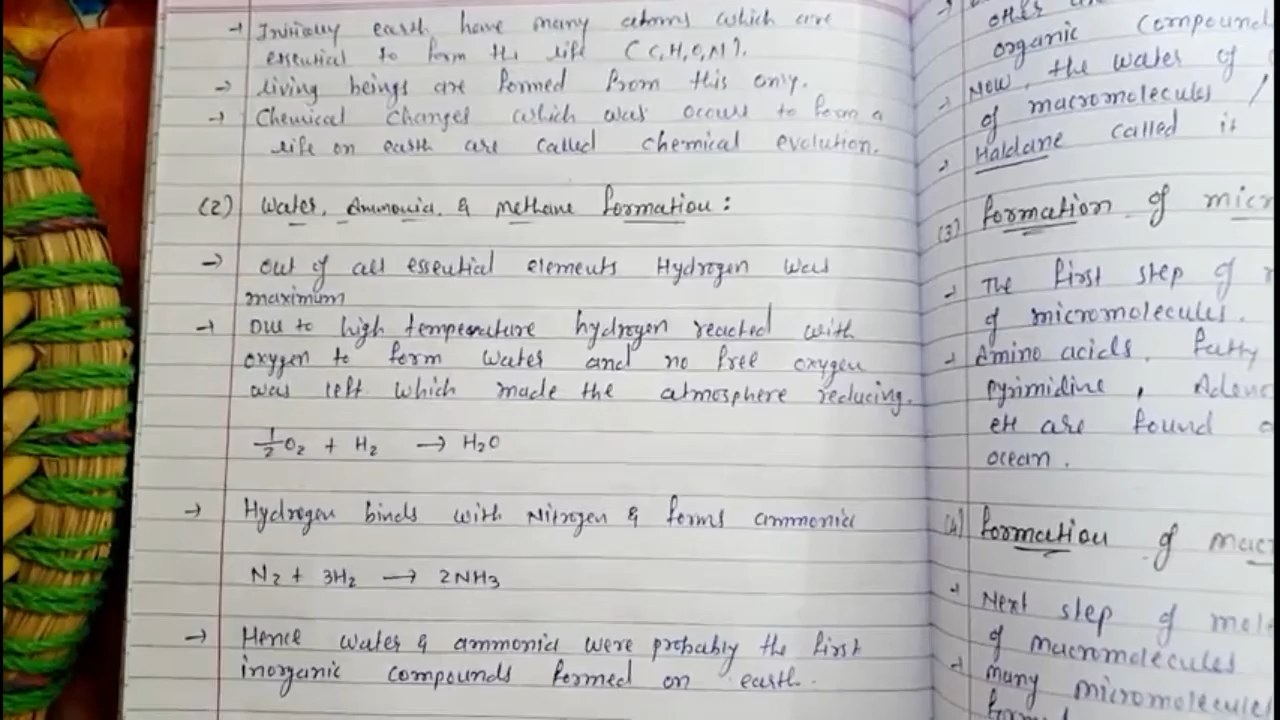 → Initially earth have many atoms which are
essential to form the life (C,H,O,N).
→ living beings are formed from this only.
→ Chemical changes which was occurs to form a
life on earth are called chemical evolution.
(2) Water, Ammonia & Methane formation:
→ out of all essential elements Hydrogen was
maximum
→ Due to high temperature hydrogen reacted with
oxygen to form water and no free oxygen
was left which made the atmosphere reducing.
1/2 O2 + H2 → H2O
→ Hydrogen binds with Nitrogen & forms ammonia
N2 + 3H2 → 2NH3
→ Hence water & ammonia were probably the first
inorganic compounds formed on earth.
organic compound
→ Now, the water of
of macromolecules /
→ Haldane called it
(3) formation of micr
→ The first step of
of micromolecules.
→ Amino acids, fatty
pyrimidine, Aden
are found
ocean.
(4) formation of mac
→ Next step of mol
of macromolecules
→ many micromolecule